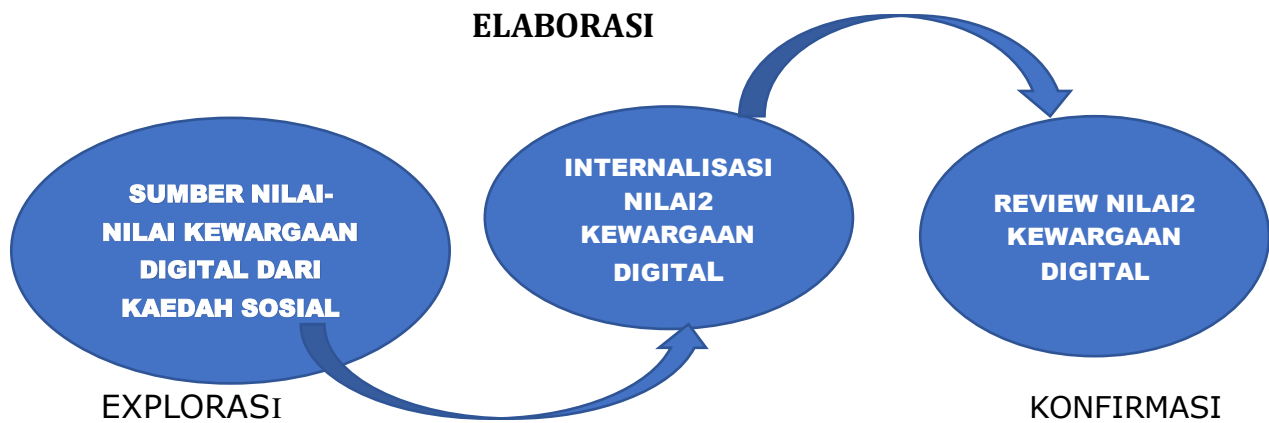 ELABORASI
SUMBER NILAI-
NILAI KEWARGAAN
DIGITAL DARI
KAEDAH SOSIAL
EXPLORASI
INTERNALISASI
NILAI2
KEWARGAAN
DIGITAL
REVIEW NILAI2
KEWARGAAN
DIGITAL
KONFIRMASI